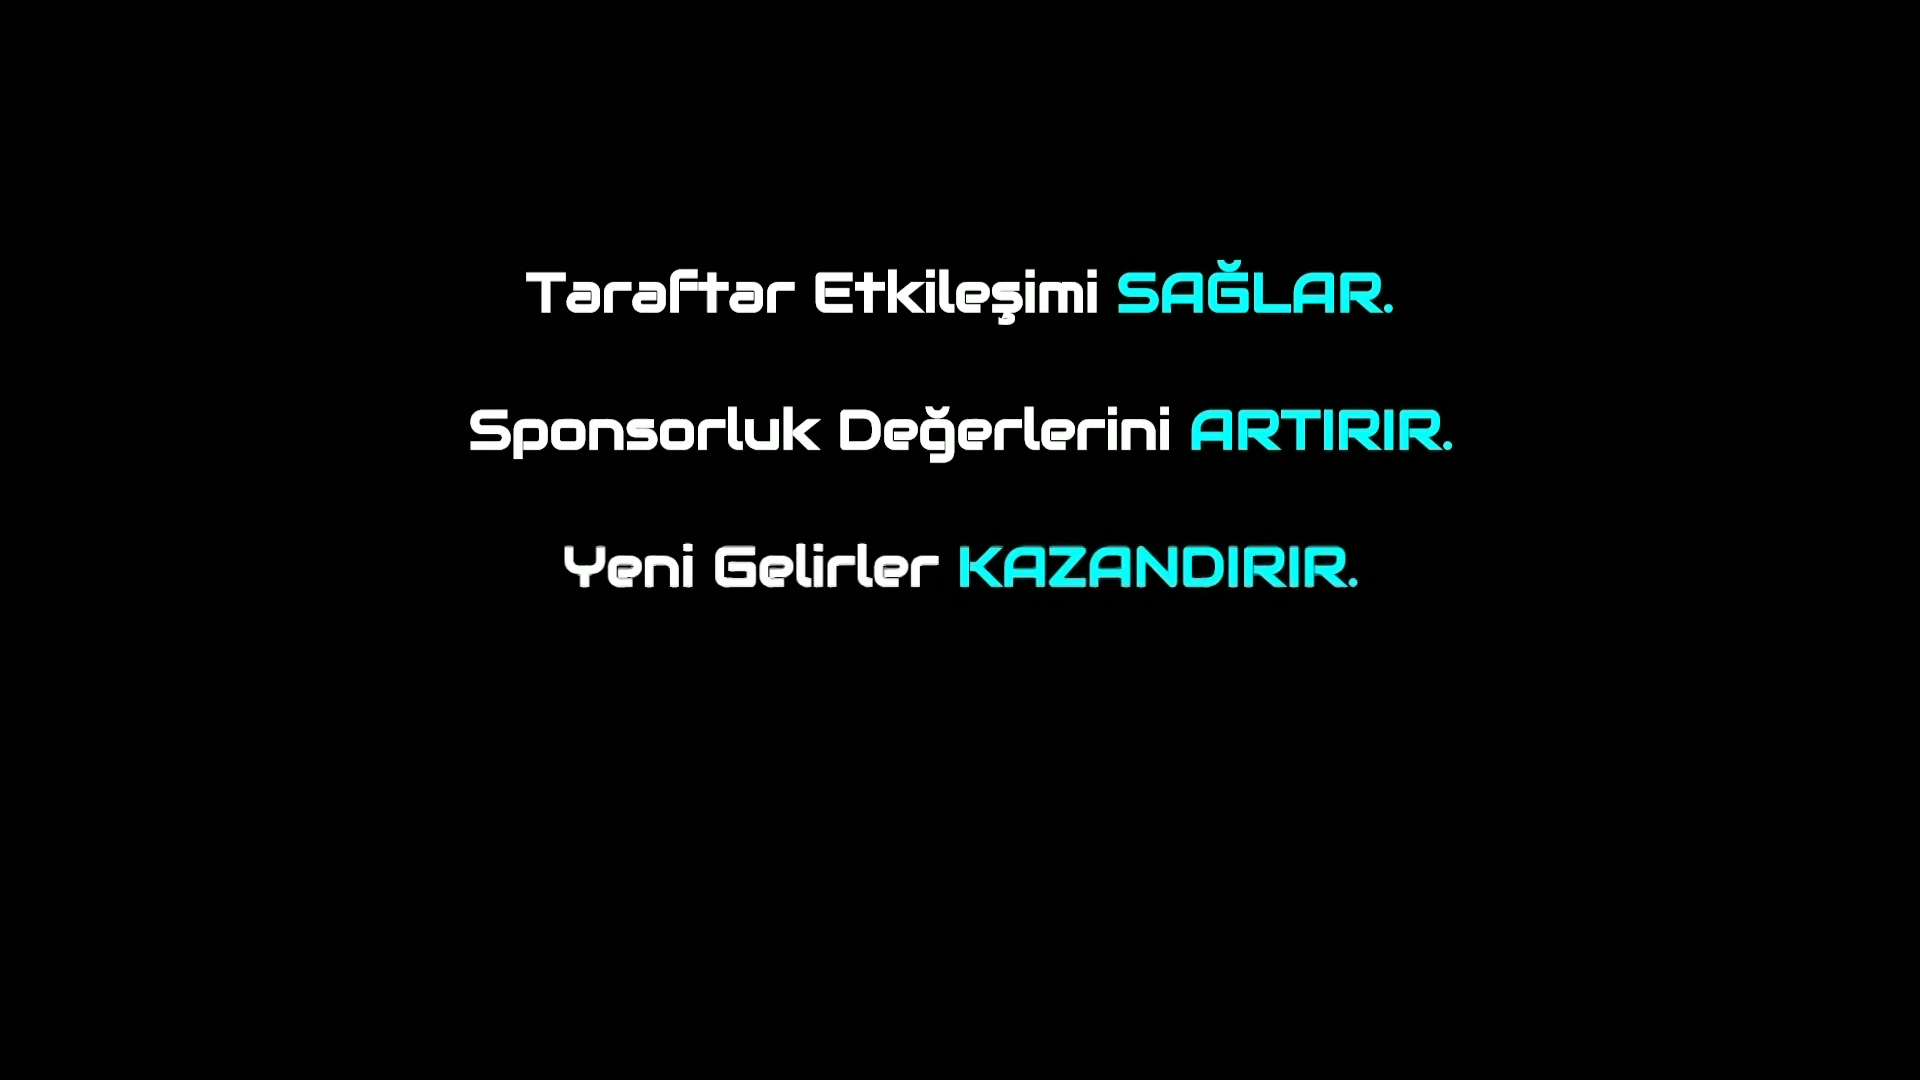 Taraftar Etkileşimi SAĞLAR.
Sponsorluk Değerlerini ARTIRIR.
Yeni Gelirler KAZANDIRIR.